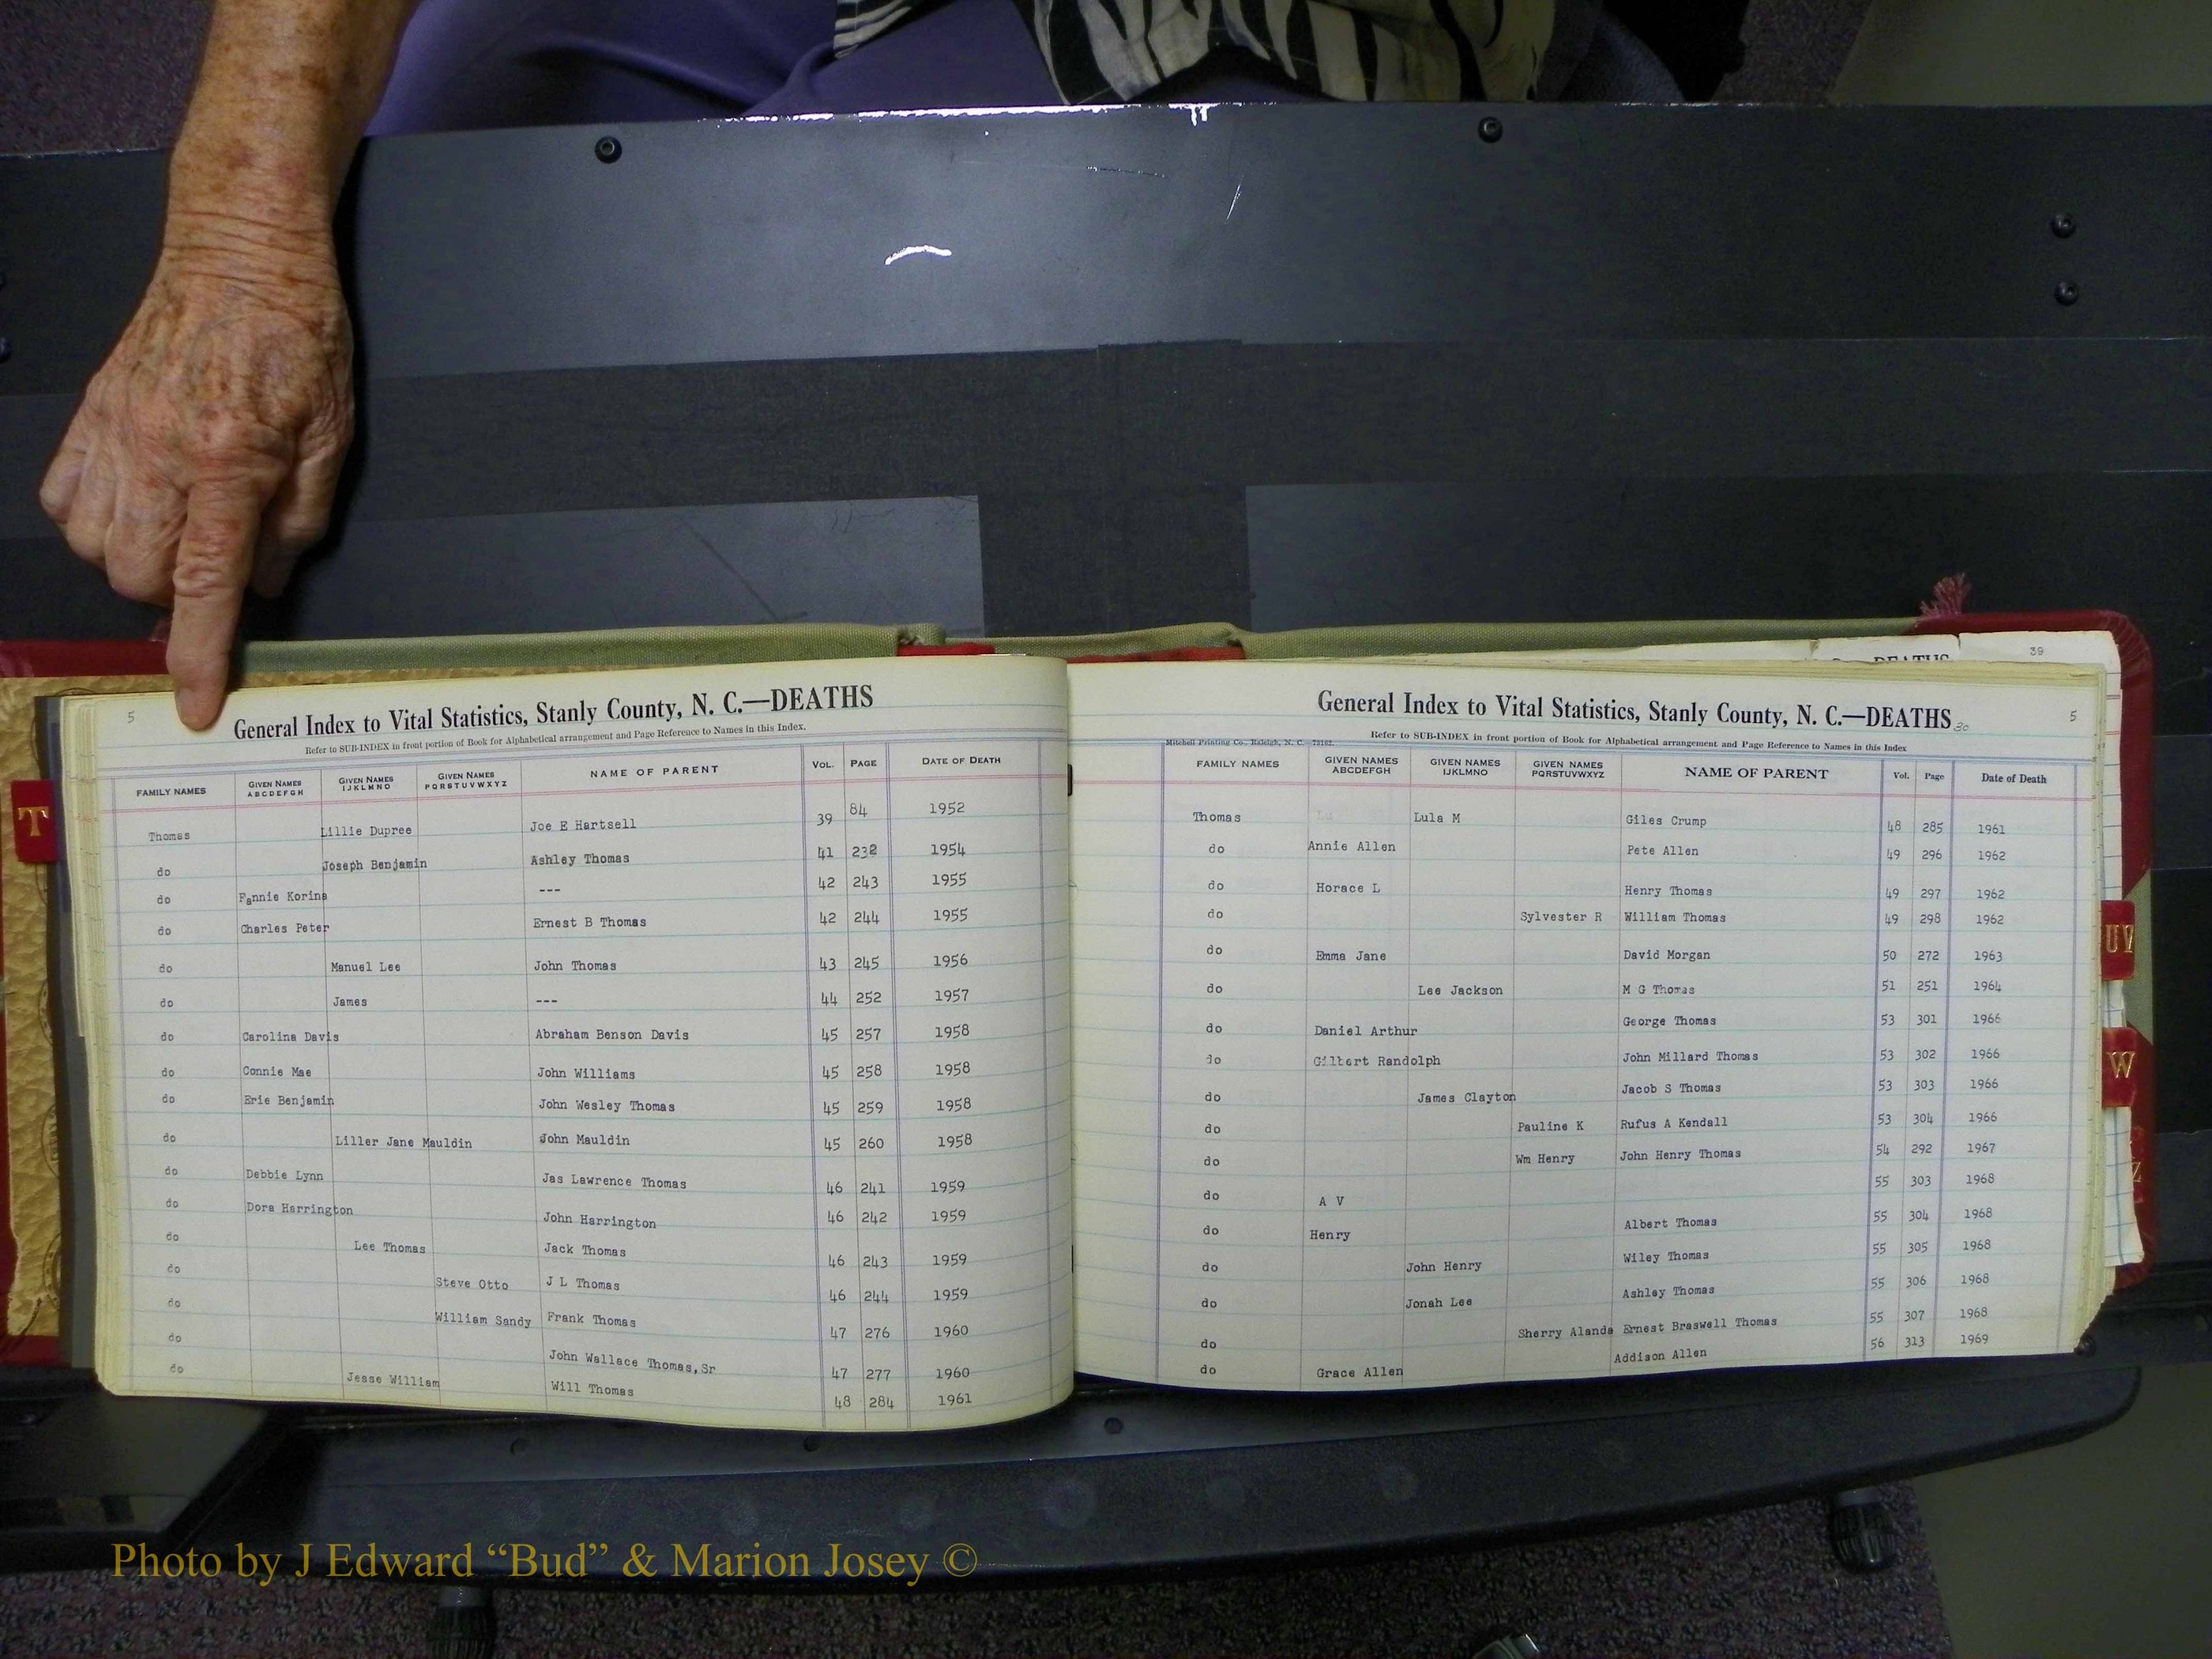 39
DEATHS
5
General Index to Vital Statistics, Stanly County, N. C.—DEATHS
Refer to SUB-INDEX in front portion of Book for Alphabetical arrangement and Page Reference to Names in this Index.
FAMILY NAMES GIVEN NAMES ABCDEFGH GIVEN NAMES IJKLMNO GIVEN NAMES PQRSTUVWXYZ NAME OF PARENT VOL. PAGE DATE OF DEATH
Thomas Lillie Dupree Joe E Hartsell 39 84 1952
do Joseph Benjamin Ashley Thomas 41 232 1954
do Fannie Korina --- 42 243 1955
do Charles Peter Ernest B Thomas 42 244 1955
do Manuel Lee John Thomas 43 245 1956
do James --- 44 252 1957
do Carolina Davis Abraham Benson Davis 45 257 1958
do Connie Mae John Williams 45 258 1958
do Erie Benjamin John Wesley Thomas 45 259 1958
do Liller Jane Mauldin John Mauldin 45 260 1958
do Debbie Lynn Jas Lawrence Thomas 46 241 1959
do Dora Harrington John Harrington 46 242 1959
do Lee Thomas Jack Thomas 46 243 1959
do Steve Otto J L Thomas 46 244 1959
do William Sandy Frank Thomas 47 276 1960
do John Wallace Thomas,Sr 47 277 1960
do Jesse William Will Thomas 48 284 1961
General Index to Vital Statistics, Stanly County, N. C.—DEATHS
5
Refer to SUB-INDEX in front portion of Book for Alphabetical arrangement and Page Reference to Names in this Index
Mitchell Printing Co., Raleigh, N. C.
FAMILY NAMES GIVEN NAMES ABCDEFGH GIVEN NAMES IJKLMNO GIVEN NAMES PQRSTUVWXYZ NAME OF PARENT Vol. Page Date of Death
Thomas Lula M Giles Crump 48 285 1961
do Annie Allen Pete Allen 49 296 1962
do Horace L Henry Thomas 49 297 1962
do Sylvester R William Thomas 49 298 1962
do Emma Jane David Morgan 50 272 1963
do Lee Jackson M G Thomas 51 251 1964
do Daniel Arthur George Thomas 53 301 1966
do Gilbert Randolph John Millard Thomas 53 302 1966
do James Clayton Jacob S Thomas 53 303 1966
do Pauline K Rufus A Kendall 53 304 1966
do Wm Henry John Henry Thomas 54 292 1967
do A V 55 303 1968
do Henry Albert Thomas 55 304 1968
do John Henry Wiley Thomas 55 305 1968
do Jonah Lee Ashley Thomas 55 306 1968
do Sherry Alanda Ernest Braswell Thomas 55 307 1968
do Grace Allen Addison Allen 56 313 1969
T
UV
W
Z
Photo by J Edward “Bud” & Marion Josey ©